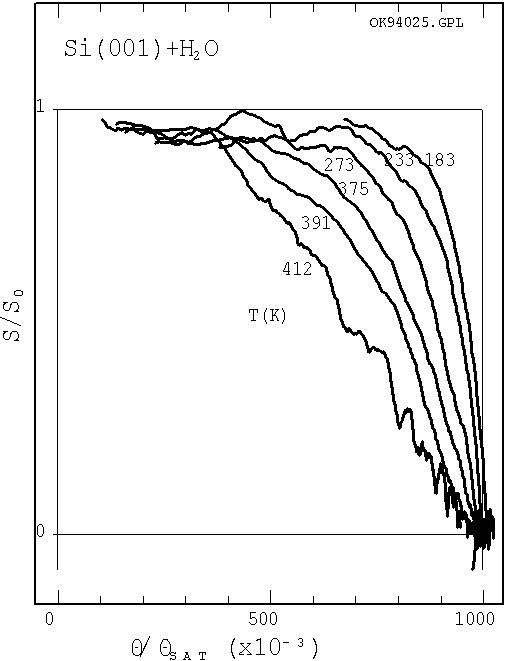 OK94025.GPL
Si(001)+H₂O
1
233 183
273
375
391
412
T(K)
S/S₀
0
0 500 1000
Θ/Θ_SAT (x10⁻³)